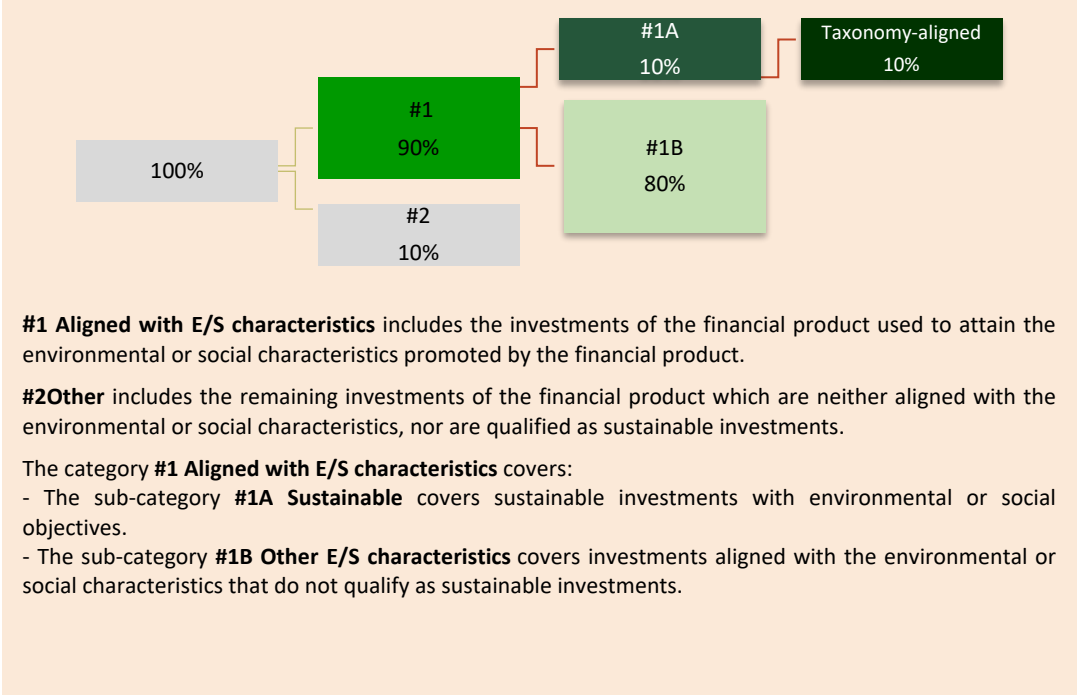 #1A
10%
Taxonomy-aligned
10%
#1
90%
100%
#1B
80%
#2
10%
#1 Aligned with E/S characteristics includes the investments of the financial product used to attain the
environmental or social characteristics promoted by the financial product.
#2Other includes the remaining investments of the financial product which are neither aligned with the
environmental or social characteristics, nor are qualified as sustainable investments.
The category #1 Aligned with E/S characteristics covers:
- The sub-category #1A Sustainable covers sustainable investments with environmental or social
objectives.
- The sub-category #1B Other E/S characteristics covers investments aligned with the environmental or
social characteristics that do not qualify as sustainable investments.